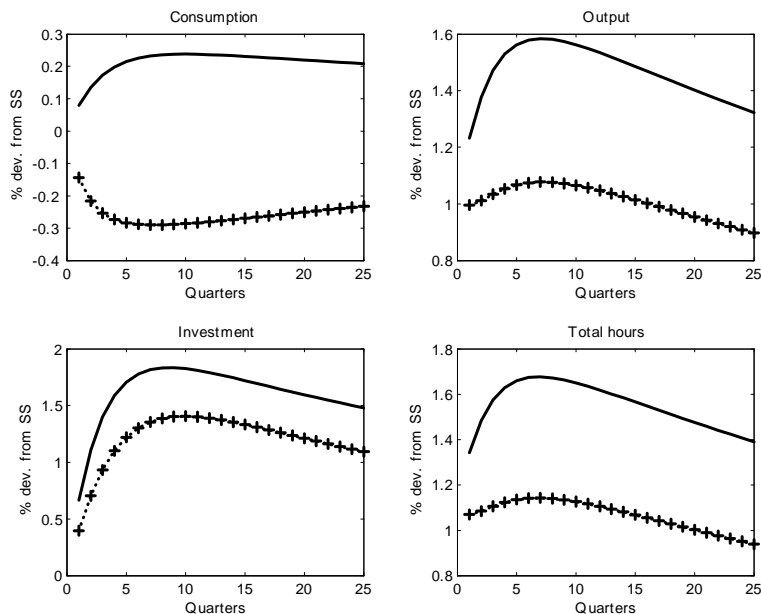 Consumption
% dev. from SS
0.3
0.2
0.1
0
-0.1
-0.2
-0.3
-0.4
0 5 10 15 20 25
Quarters
Output
% dev. from SS
1.6
1.4
1.2
1
0.8
0 5 10 15 20 25
Quarters
Investment
% dev. from SS
2
1.5
1
0.5
0
0 5 10 15 20 25
Quarters
Total hours
% dev. from SS
1.8
1.6
1.4
1.2
1
0.8
0 5 10 15 20 25
Quarters